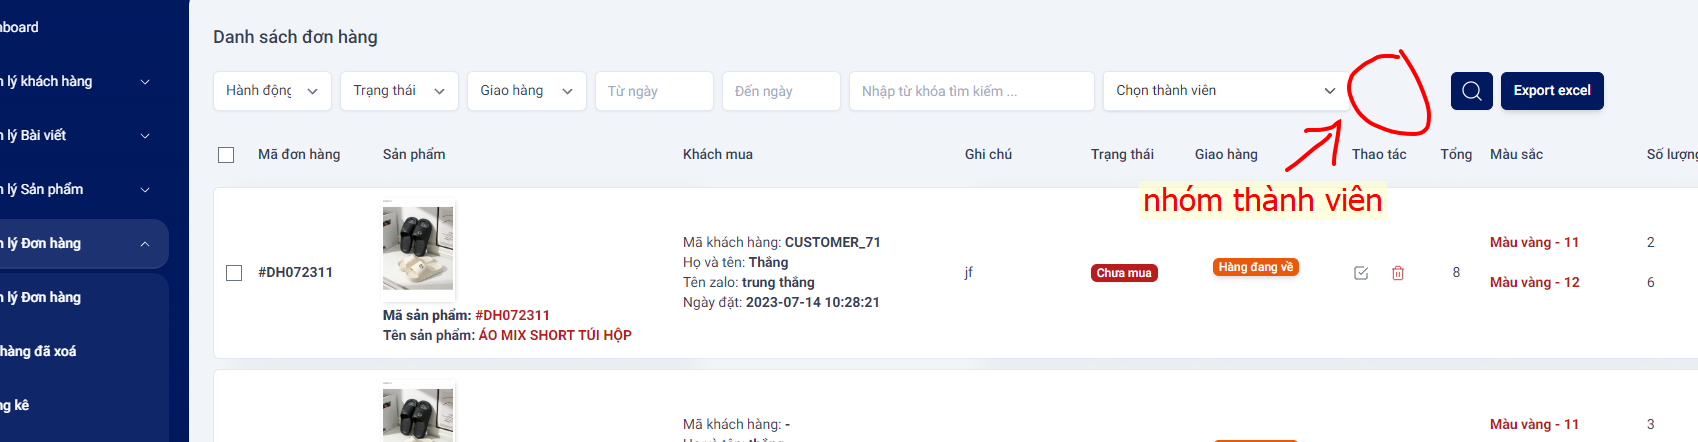 board
Danh sách đơn hàng
lý khách hàng
Hành động Trạng thái Giao hàng Từ ngày Đến ngày Nhập từ khóa tìm kiếm ... Chọn thành viên Export excel
lý Bài viết
Mã đơn hàng Sản phẩm Khách mua Ghi chú Trạng thái Giao hàng Thao tác Tổng Màu sắc Số lượng
lý Sản phẩm
nhóm thành viên
lý Đơn hàng
Mã khách hàng: CUSTOMER_71
Họ và tên: Thắng
Tên zalo: trung thắng
Ngày đặt: 2023-07-14 10:28:21
#DH072311
jf
Chưa mua
Hàng đang về
8
Màu vàng - 11 2
Màu vàng - 12 6
lý Đơn hàng
Mã sản phẩm: #DH072311
Tên sản phẩm: ÁO MIX SHORT TÚI HỘP
hàng đã xoá
ng kê
Mã khách hàng: -
Màu vàng - 11 3